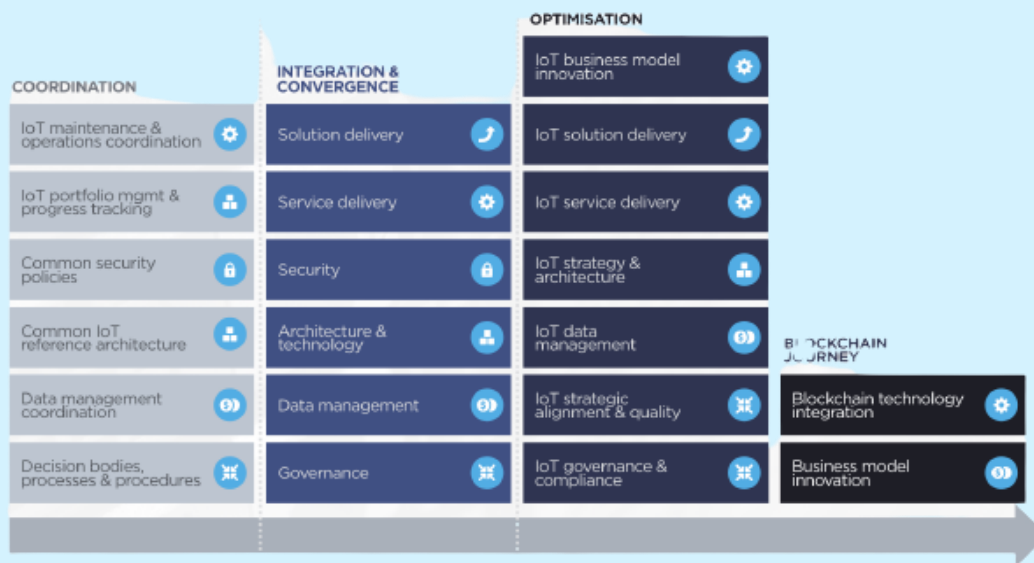 COORDINATION
IoT maintenance &
operations coordination
IoT portfolio mgmt &
progress tracking
Common security
policies
Common IoT
reference architecture
Data management
coordination
Decision bodies,
processes & procedures
INTEGRATION &
CONVERGENCE
Solution delivery
Service delivery
Security
Architecture &
technology
Data management
Governance
OPTIMISATION
IoT business model
innovation
IoT solution delivery
IoT service delivery
IoT strategy &
architecture
IoT data
management
IoT strategic
alignment & quality
IoT governance &
compliance
BLOCKCHAIN
JOURNEY
Blockchain technology
integration
Business model
innovation